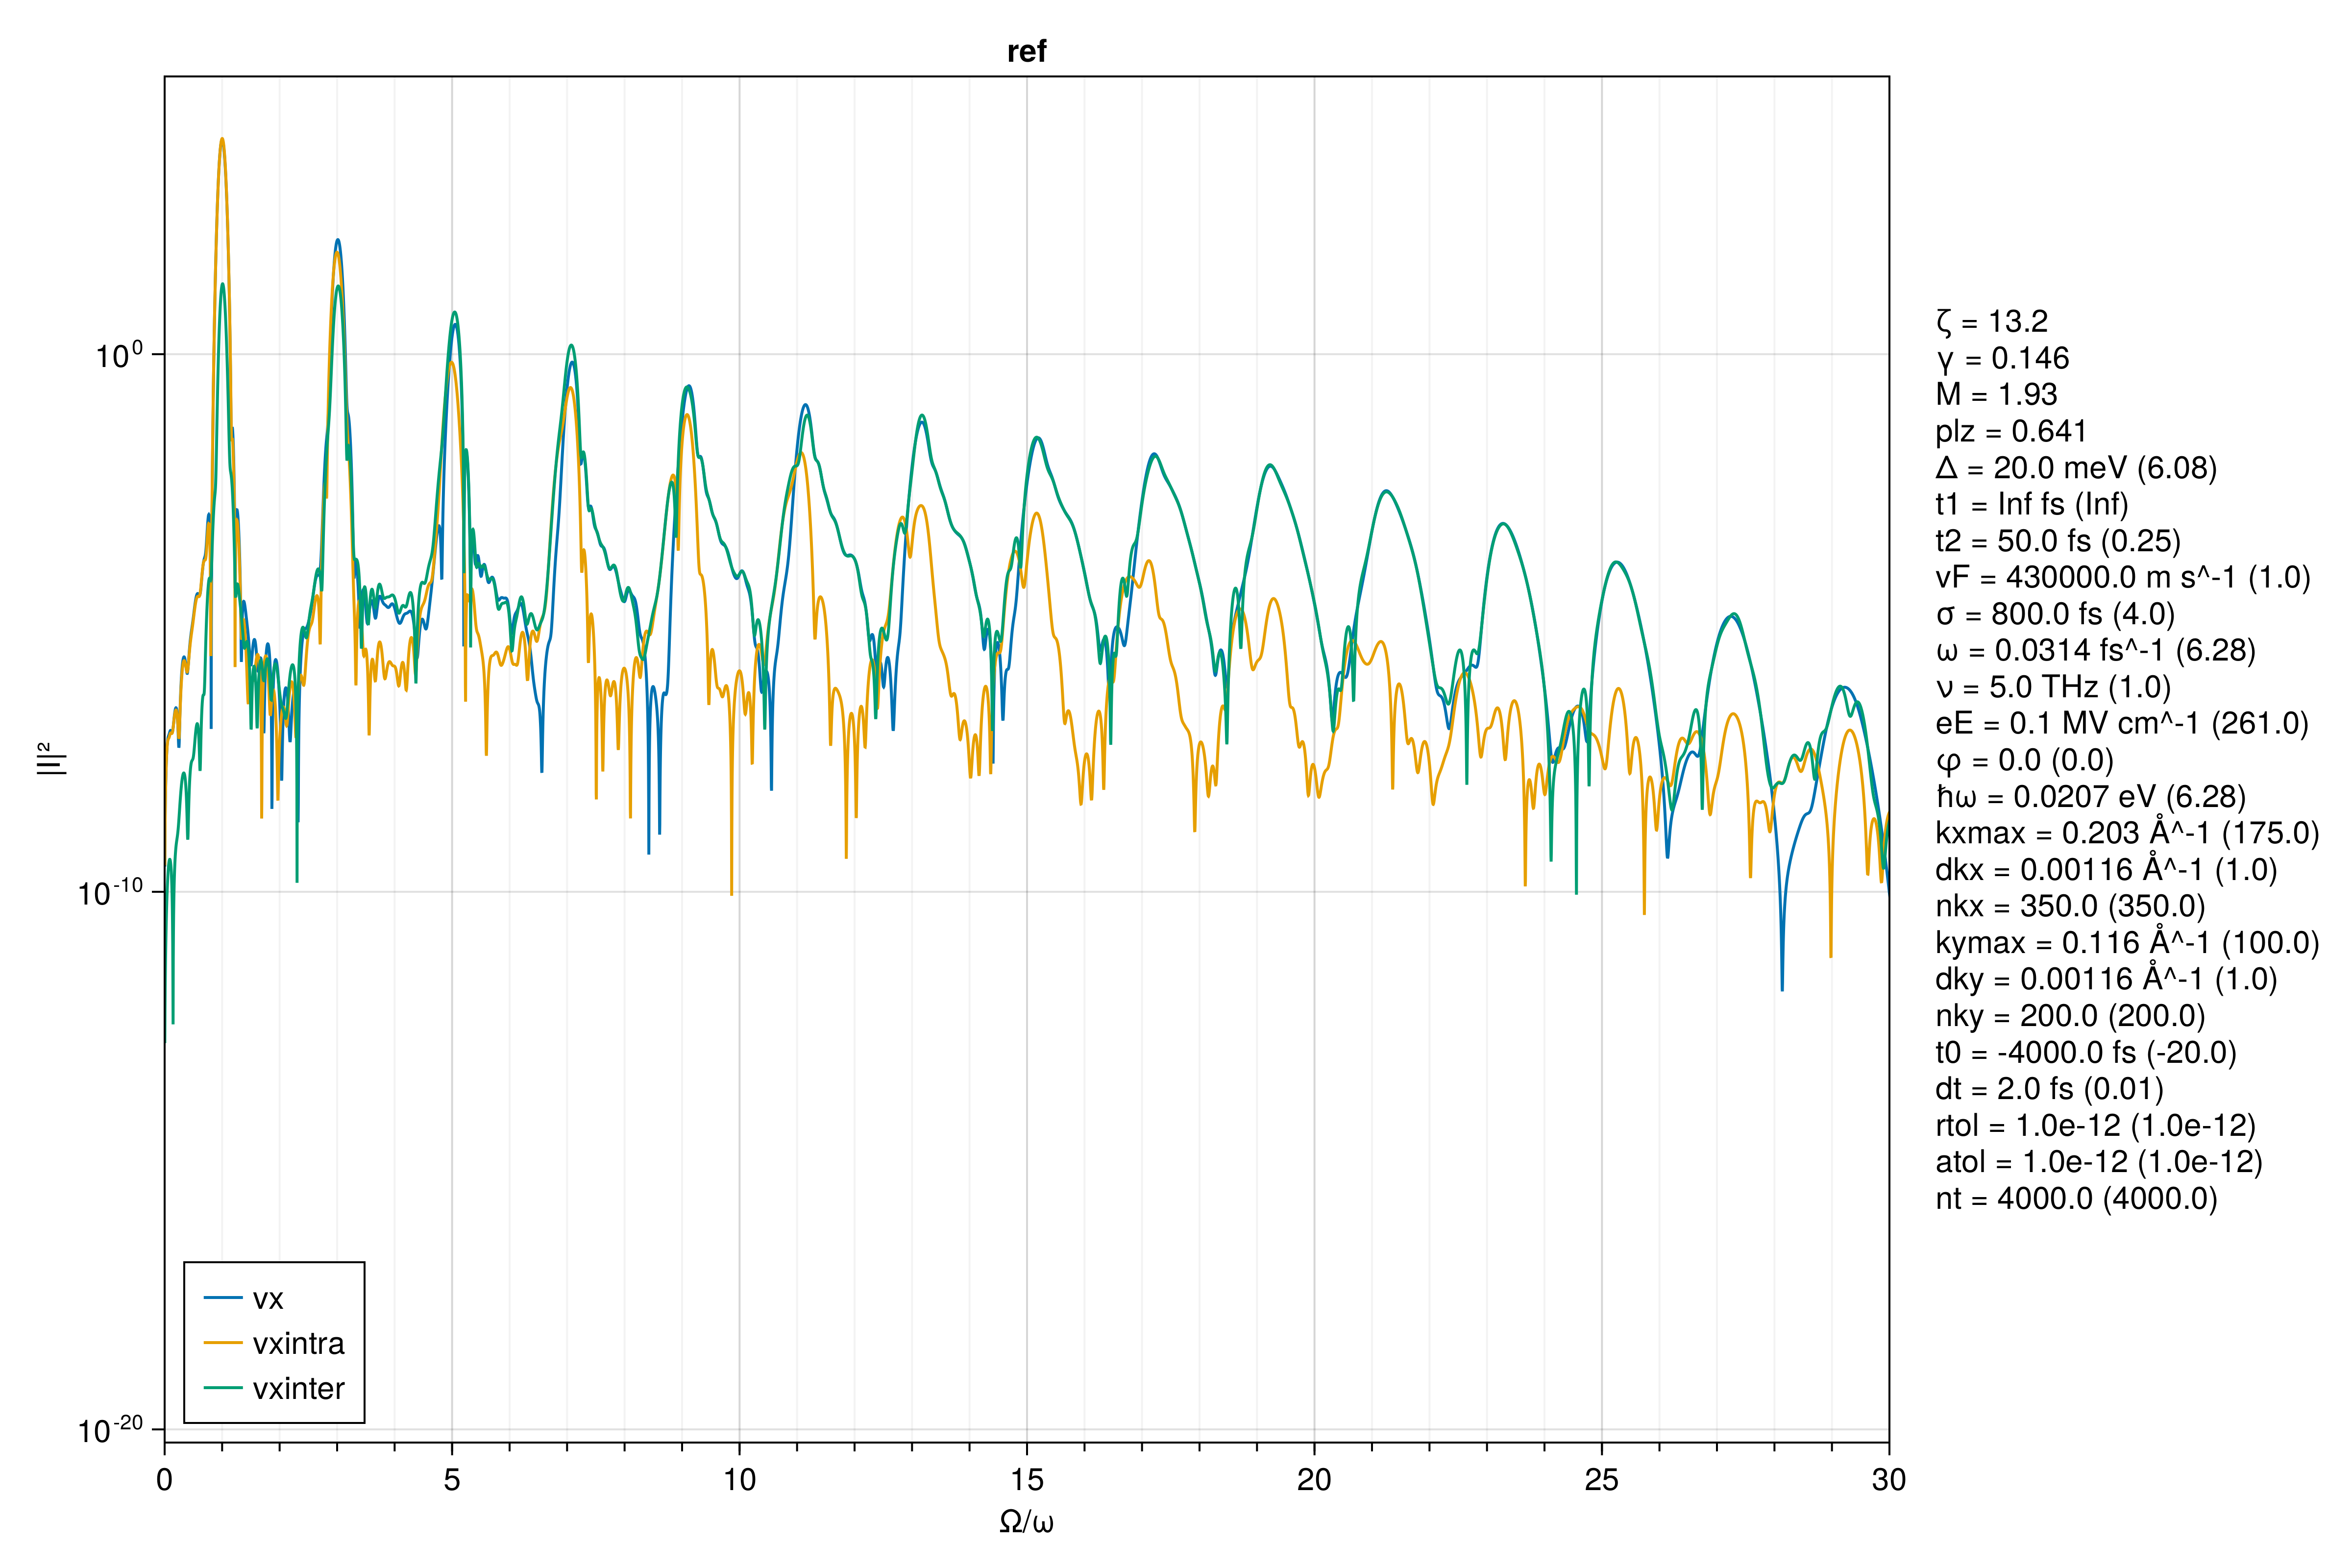 ref
10^0
10^-10
10^-20
|I|²
0 5 10 15 20 25 30
Ω/ω
vx
vxintra
vxinter
ζ = 13.2
γ = 0.146
M = 1.93
plz = 0.641
Δ = 20.0 meV (6.08)
t1 = Inf fs (Inf)
t2 = 50.0 fs (0.25)
vF = 430000.0 m s^-1 (1.0)
σ = 800.0 fs (4.0)
ω = 0.0314 fs^-1 (6.28)
ν = 5.0 THz (1.0)
eE = 0.1 MV cm^-1 (261.0)
φ = 0.0 (0.0)
ħω = 0.0207 eV (6.28)
kxmax = 0.203 Å^-1 (175.0)
dkx = 0.00116 Å^-1 (1.0)
nkx = 350.0 (350.0)
kymax = 0.116 Å^-1 (100.0)
dky = 0.00116 Å^-1 (1.0)
nky = 200.0 (200.0)
t0 = -4000.0 fs (-20.0)
dt = 2.0 fs (0.01)
rtol = 1.0e-12 (1.0e-12)
atol = 1.0e-12 (1.0e-12)
nt = 4000.0 (4000.0)